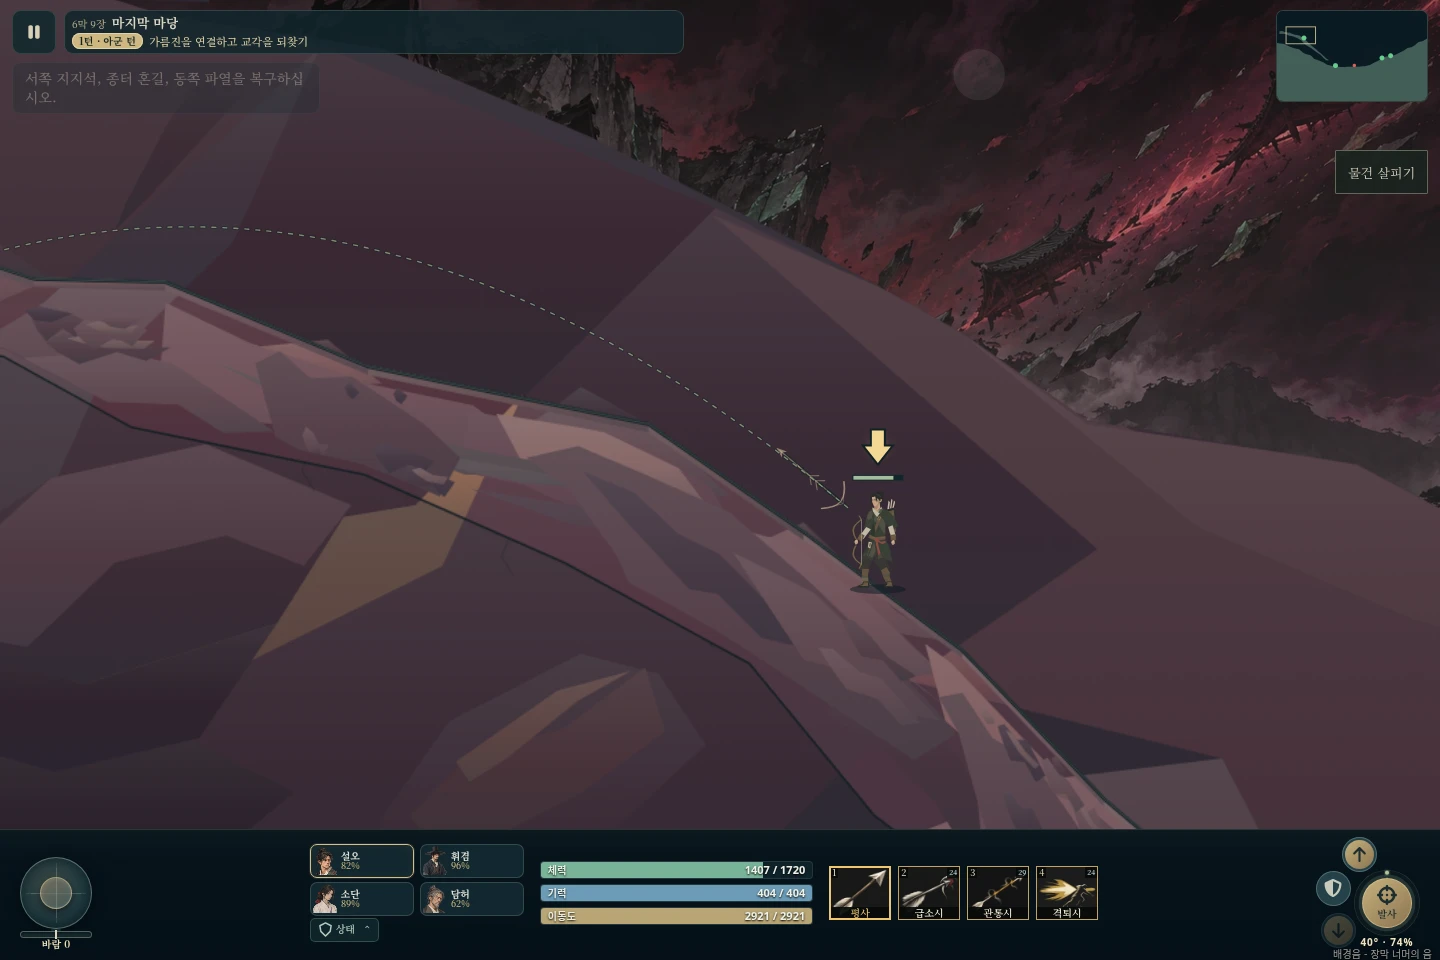 6막 9장 마지막 마당
1턴 · 아군 턴 가름진을 연결하고 교각을 되찾기
서쪽 지지석, 종터 혼길, 동쪽 파열을 복구하십
시오.
물건 살피기
설오
82%
휘겸
96%
소단
89%
담허
62%
상태
체력 1407 / 1720
기력 404 / 404
이동도 2921 / 2921
1
평사
2 24
급소시
3 29
관통시
4 24
격퇴시
바람 0
발사
40° · 74%
배경음 - 장막 너머의 음